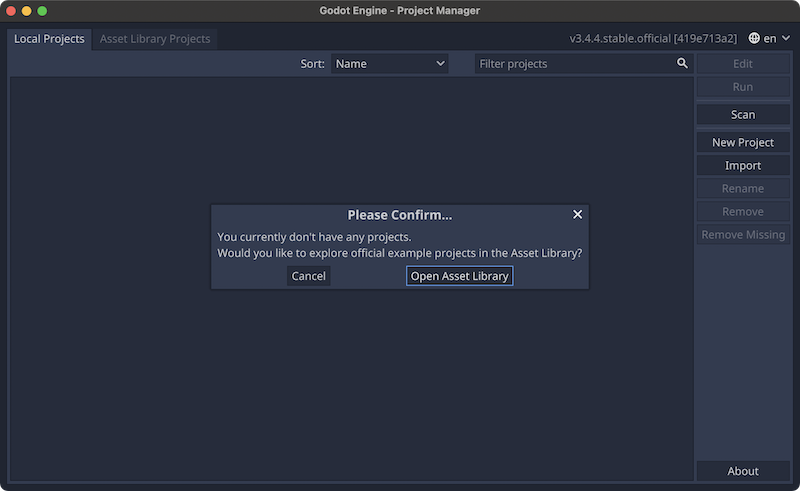 Godot Engine - Project Manager
Local Projects
Asset Library Projects
v3.4.4.stable.official [419e713a2]
en
Sort:
Name
Filter projects
Edit
Run
Scan
New Project
Import
Rename
Remove
Remove Missing
Please Confirm...
You currently don't have any projects.
Would you like to explore official example projects in the Asset Library?
Cancel
Open Asset Library
About